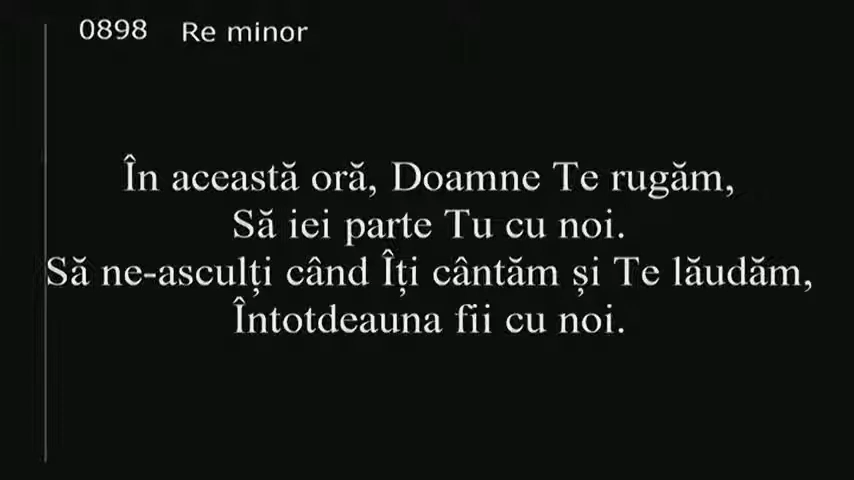 0898 Re minor
În această oră, Doamne Te rugăm,
Să iei parte Tu cu noi.
Să ne-asculți când Îți cântăm și Te lăudăm,
Întotdeauna fii cu noi.